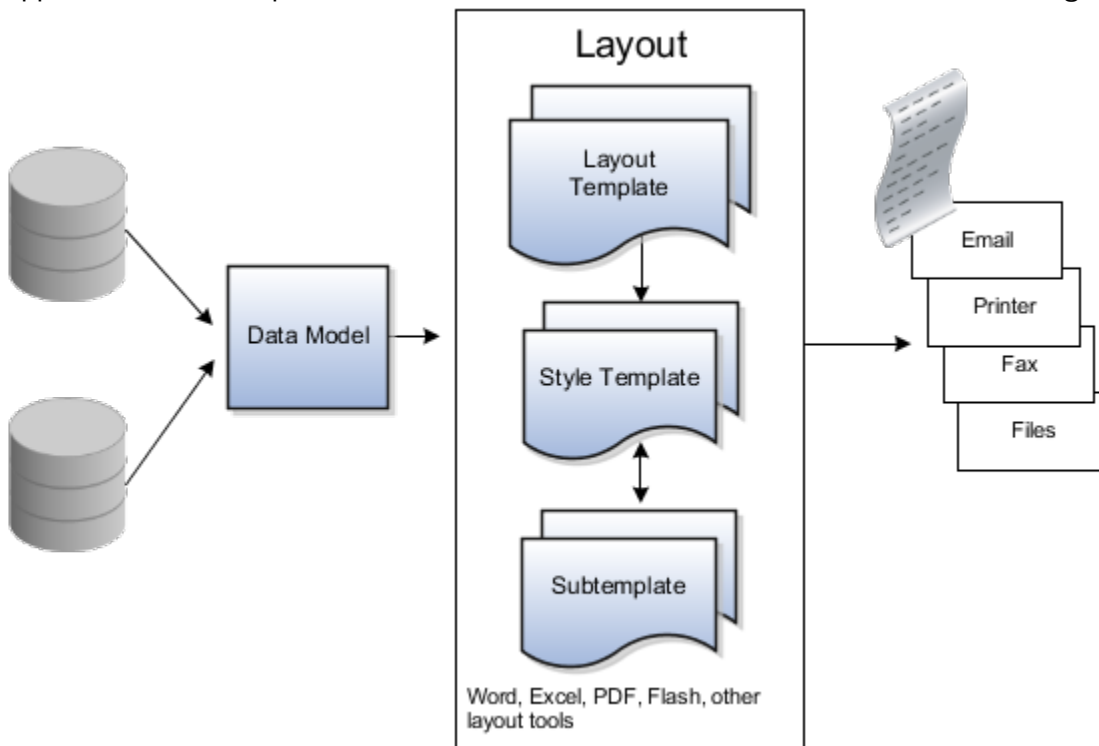 Layout
Layout
Template
Data Model
Style Template
Subtemplate
Word, Excel, PDF, Flash, other
layout tools
Email
Printer
Fax
Files